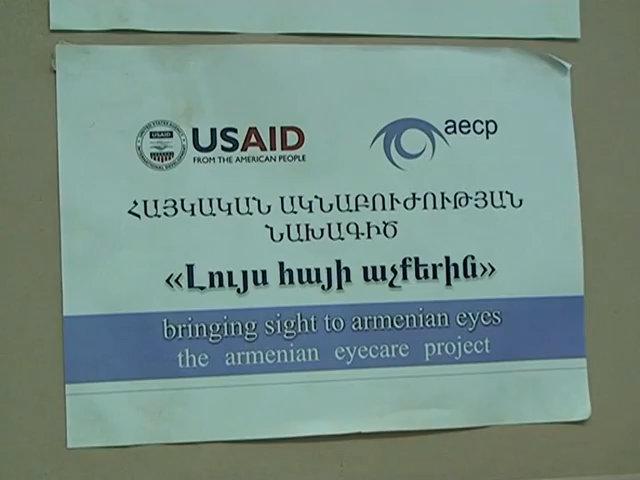 USAID
FROM THE AMERICAN PEOPLE
aecp
ՀԱՅԿԱԿԱՆ ԱԿՆԱԲՈՒԺՈՒԹՅԱՆ
ՆԱԽԱԳԻԾ
«Լույս հայի աչքերին»
bringing sight to armenian eyes
the armenian eyecare project